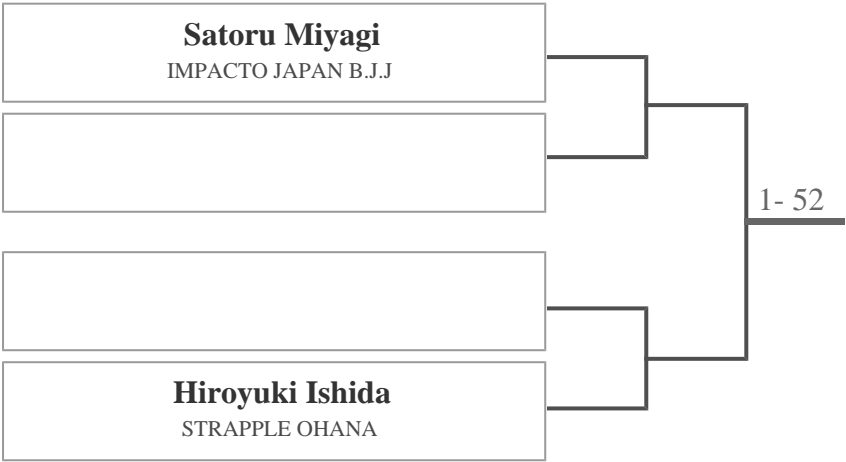 Satoru Miyagi
IMPACTO JAPAN B.J.J
1- 52
Hiroyuki Ishida
STRAPPLE OHANA